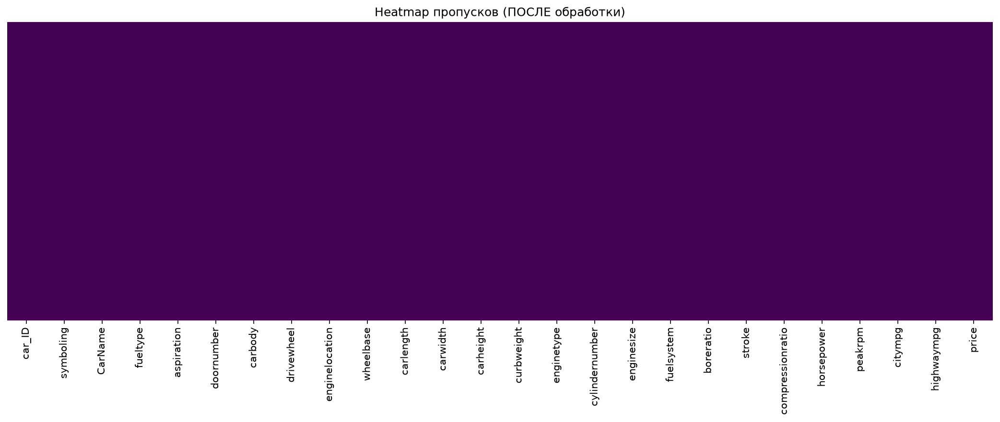 Heatmap пропусков (ПОСЛЕ обработки)
car_ID
symboling
CarName
fueltype
aspiration
doornumber
carbody
drivewheel
enginelocation
wheelbase
carlength
carwidth
carheight
curbweight
enginetype
cylindernumber
enginesize
fuelsystem
boreratio
stroke
compressionratio
horsepower
peakrpm
citympg
highwaympg
price